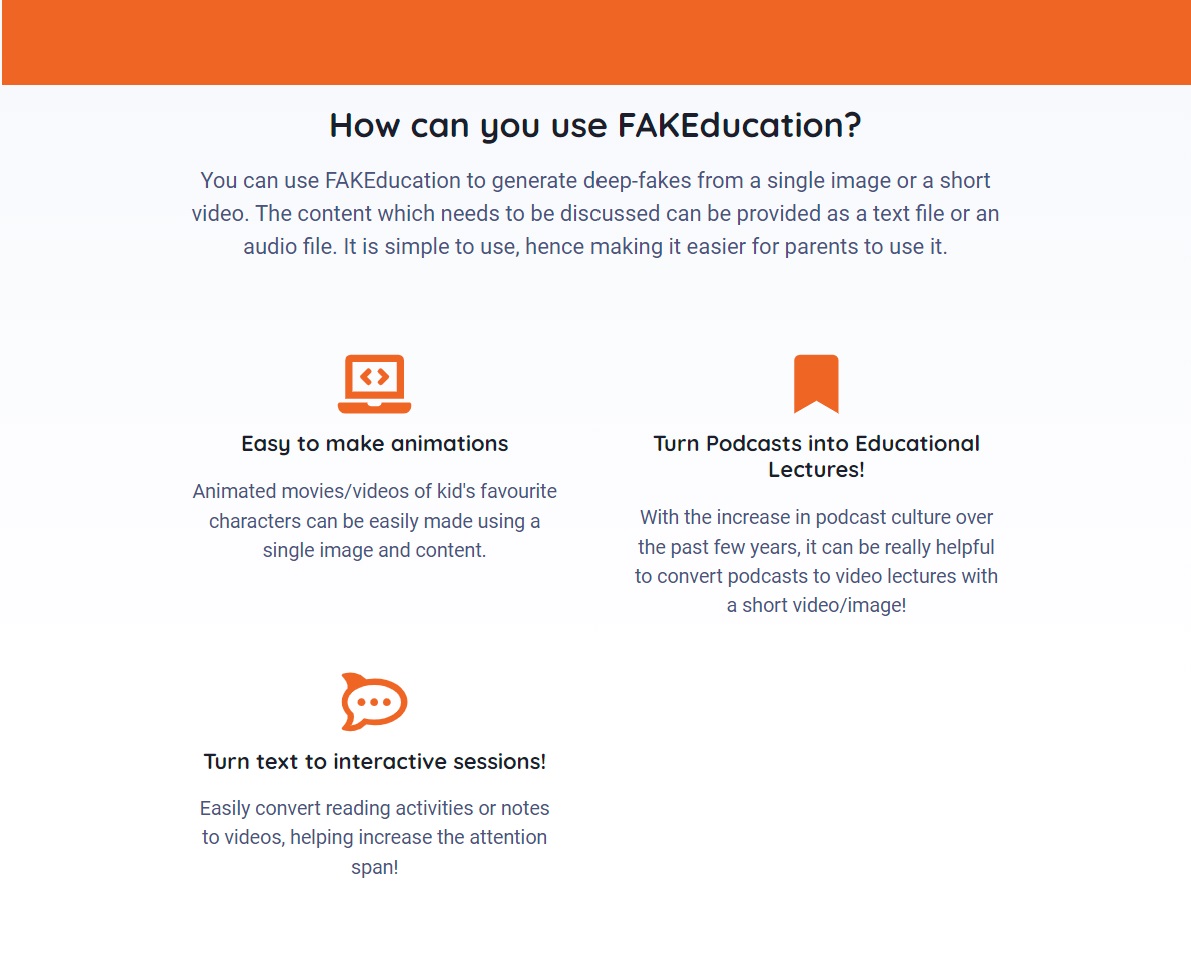 How can you use FAKEducation?
You can use FAKEducation to generate deep-fakes from a single image or a short
video. The content which needs to be discussed can be provided as a text file or an
audio file. It is simple to use, hence making it easier for parents to use it.
Easy to make animations
Animated movies/videos of kid's favourite
characters can be easily made using a
single image and content.
Turn Podcasts into Educational
Lectures!
With the increase in podcast culture over
the past few years, it can be really helpful
to convert podcasts to video lectures with
a short video/image!
Turn text to interactive sessions!
Easily convert reading activities or notes
to videos, helping increase the attention
span!